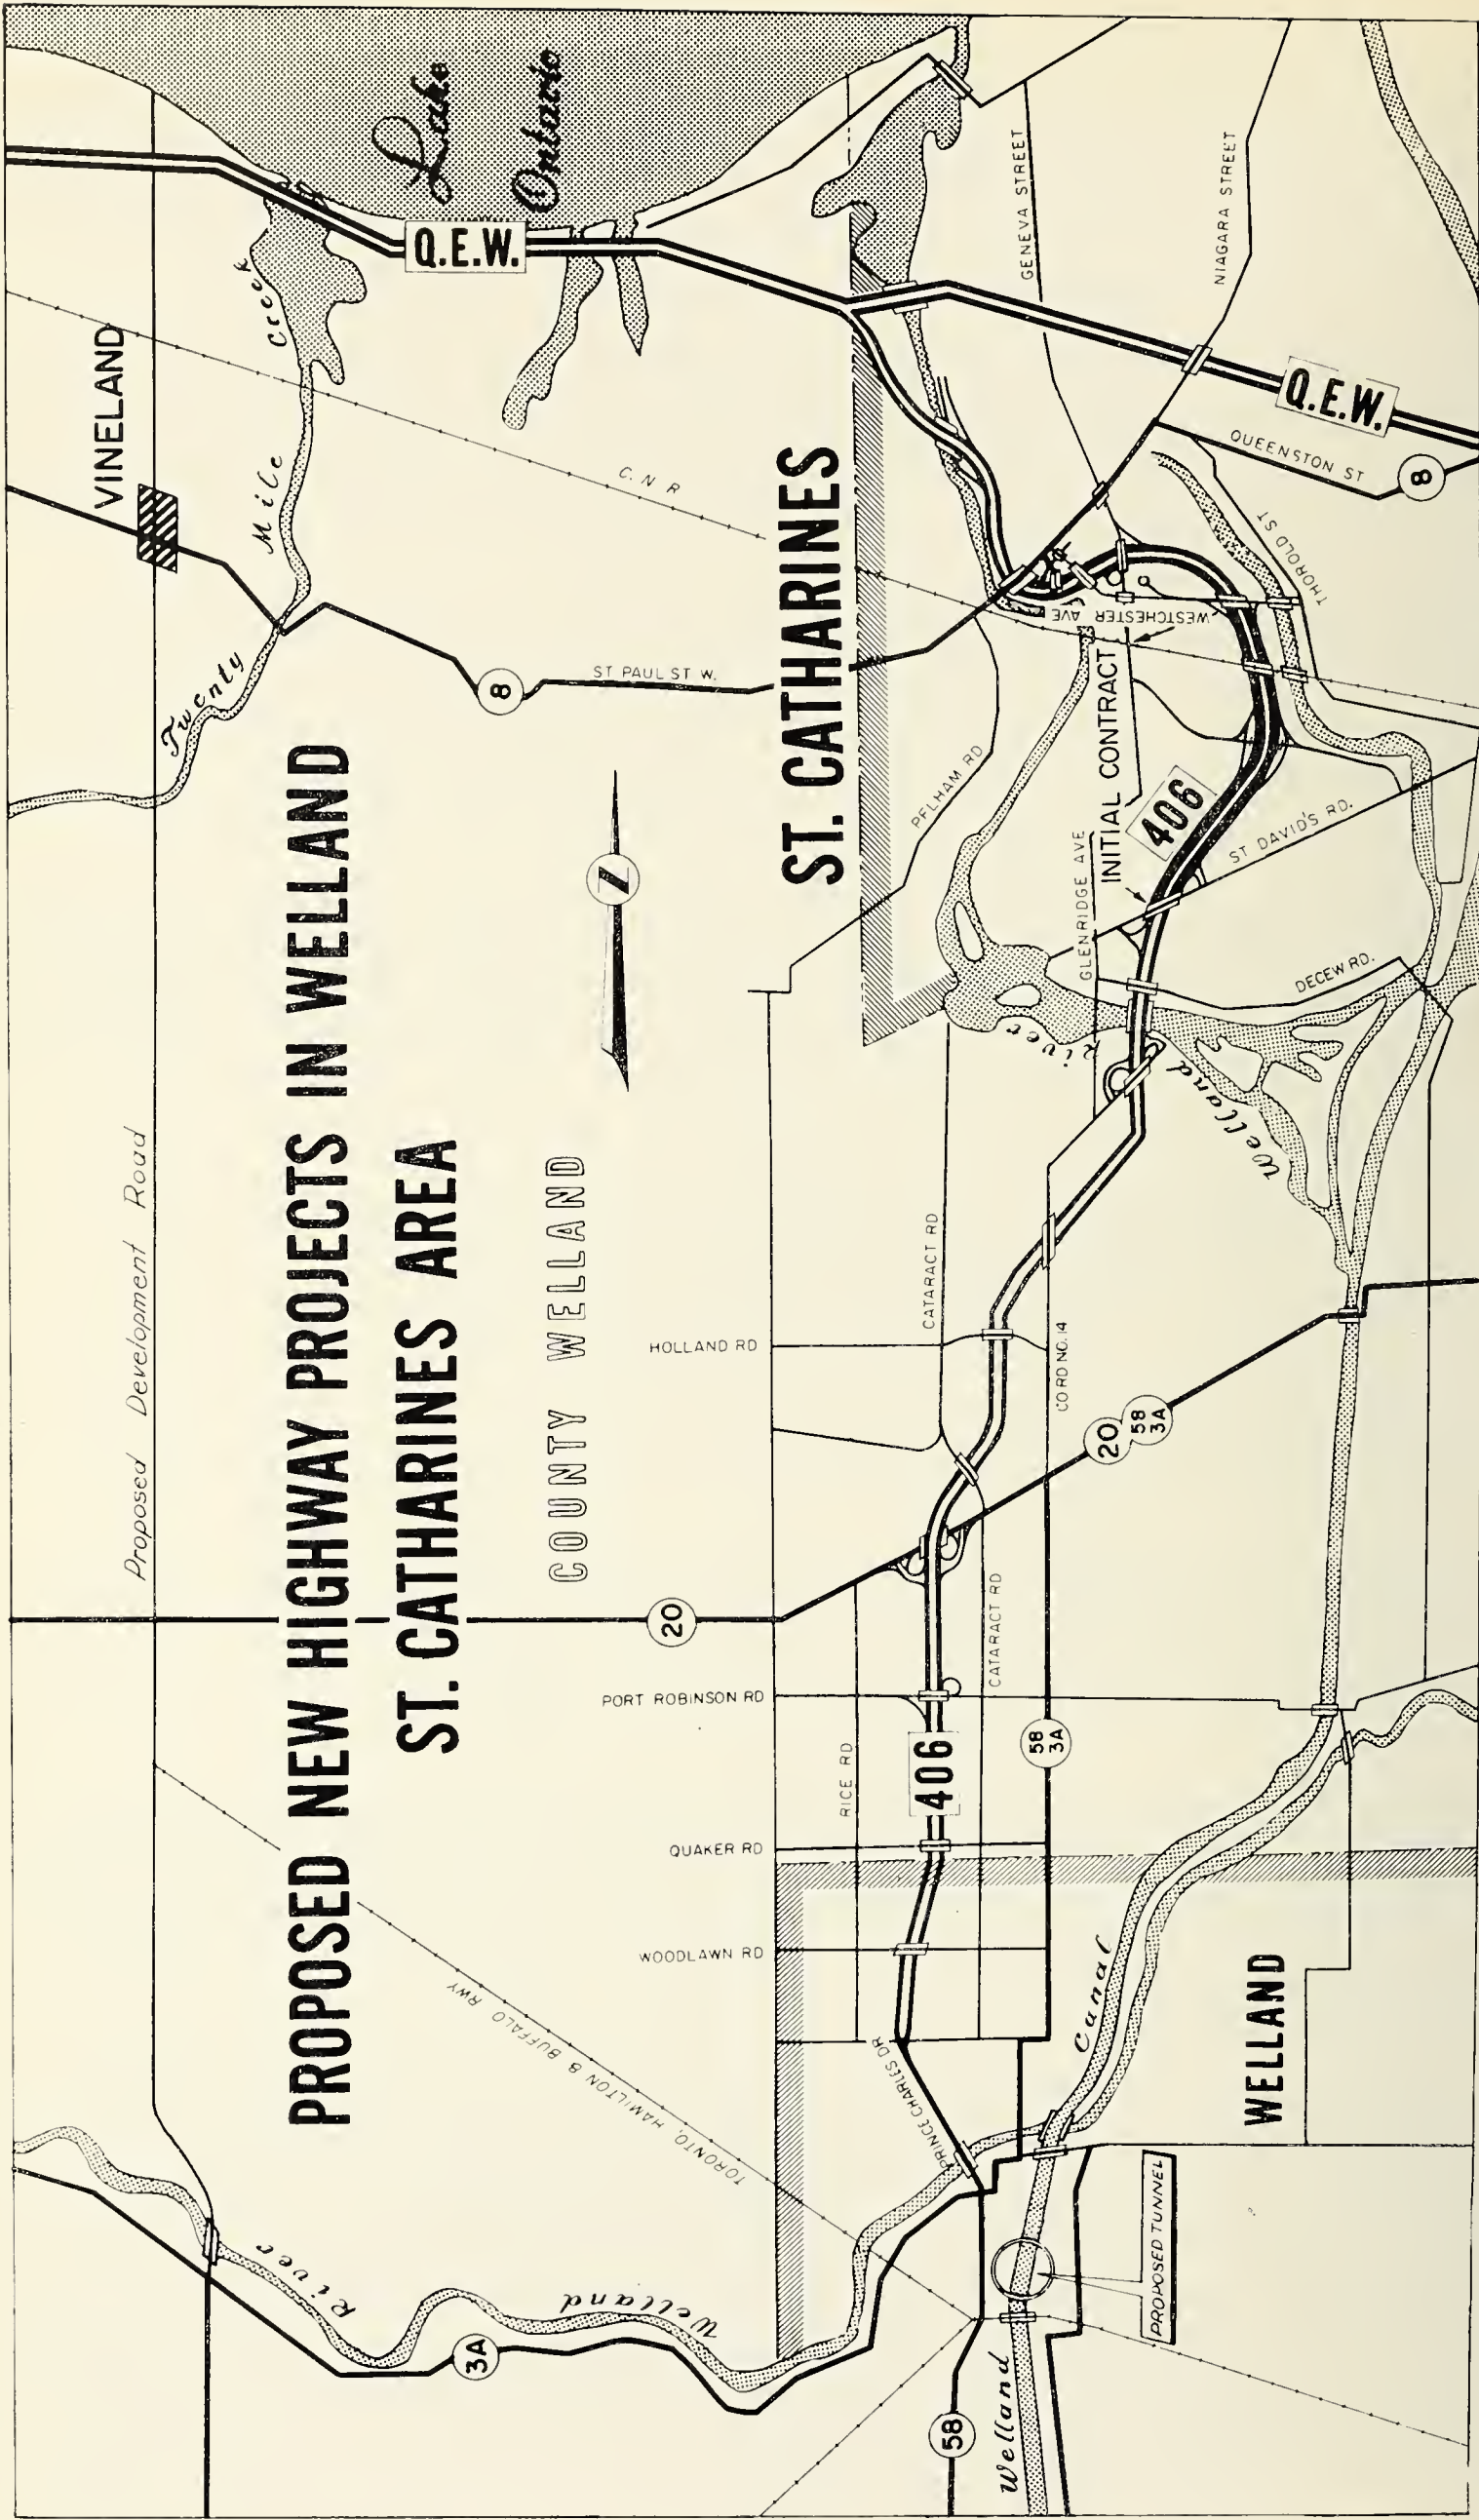 PROPOSED NEW HIGHWAY PROJECTS IN WELLAND
ST. CATHARINES AREA
COUNTY WELLAND
Proposed Development Road
VINELAND
Twenty Mile Creek
Lake
Ontario
Q.E.W.
C. N R
8
ST PAUL ST W.
Z
ST. CATHARINES
GENEVA STREET
NIAGARA STREET
Q.E.W.
QUEENSTON ST
8
THOROLD ST
WESTCHESTER AVE
PELHAM RD
INITIAL CONTRACT
406
GLENRIDGE AVE
ST DAVID'S RD.
DECEW RD.
Welland River
CATARACT RD
HOLLAND RD
CO RD NO. 14
20
58
3A
20
PORT ROBINSON RD
CATARACT RD
RICE RD
406
58
3A
QUAKER RD
WOODLAWN RD
TORONTO, HAMILTON & BUFFALO RWY
PRINCE CHARLES DR
Welland Canal
WELLAND
PROPOSED TUNNEL
Welland River
3A
58